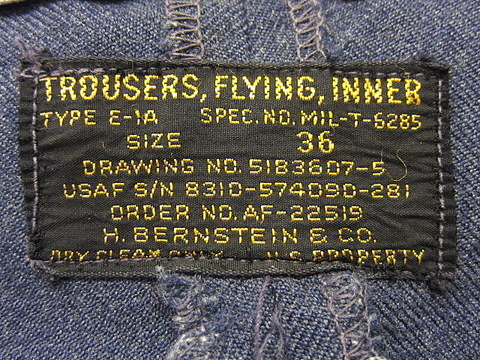 TROUSERS, FLYING, INNER
TYPE E-1A SPEC. NO. MIL-T-6285
SIZE 36
DRAWING NO. 51B3607-5
USAF S/N 8310-574090-281
ORDER NO. AF-22519
H. BERNSTEIN & CO.
DRY CLEAN ONLY U.S. PROPERTY